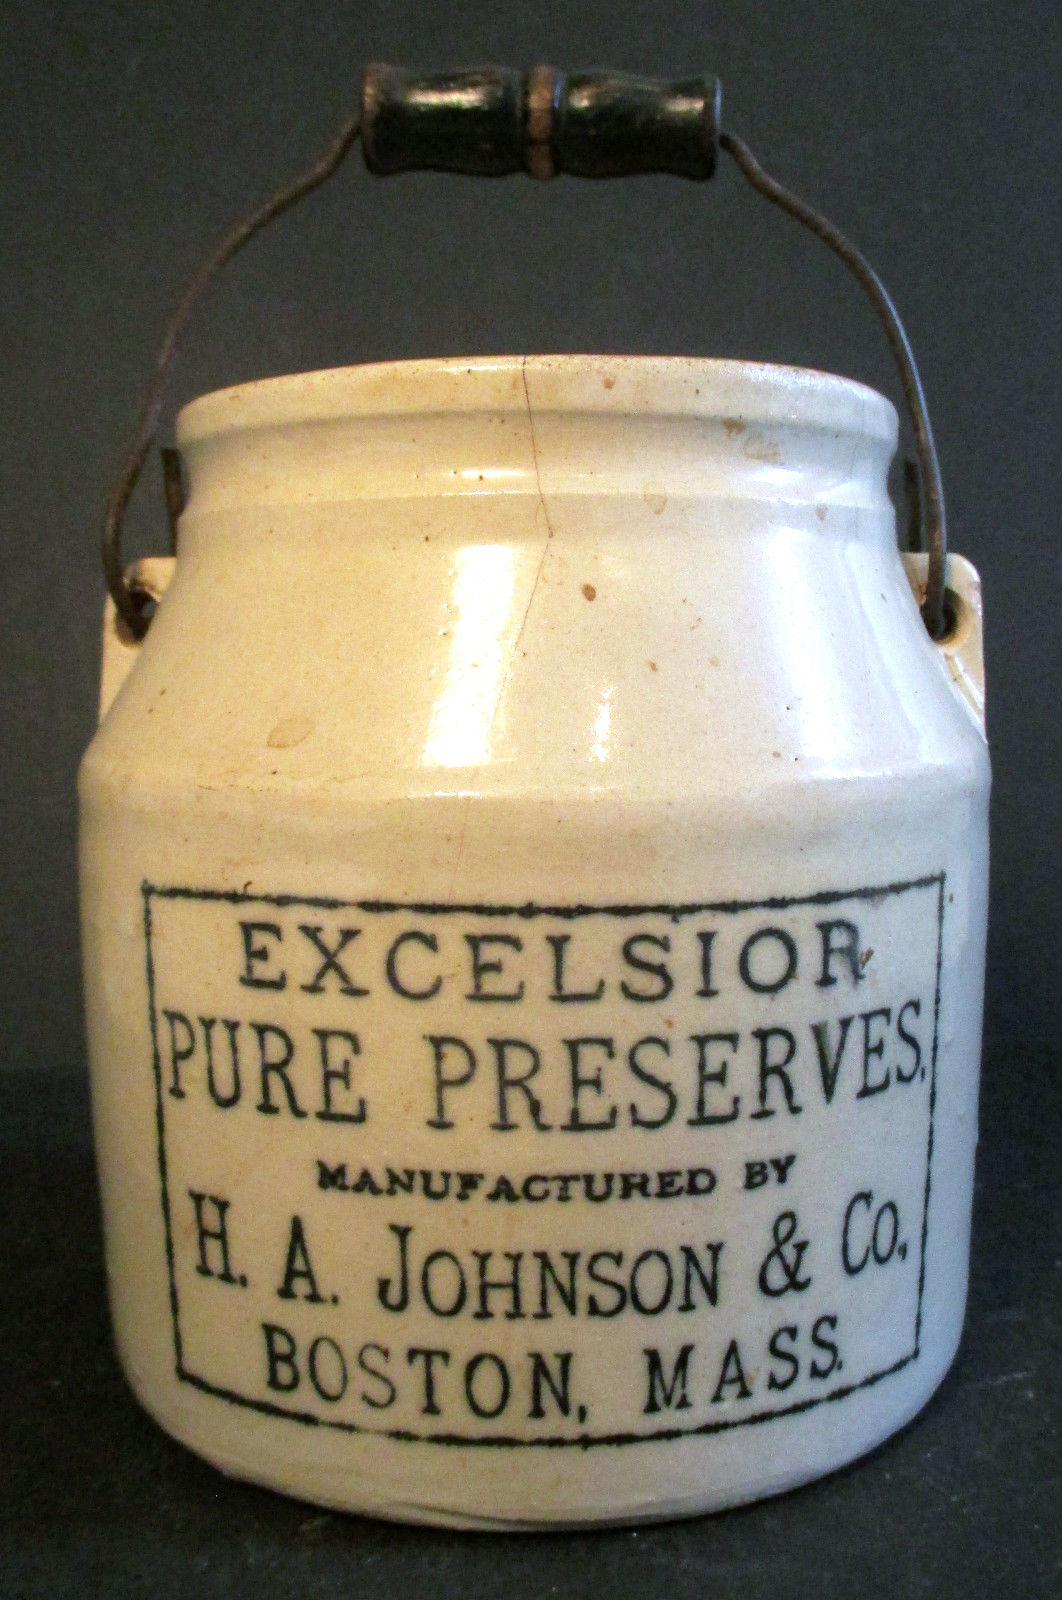 EXCELSIOR
PURE PRESERVES.
MANUFACTURED BY
H. A. JOHNSON & CO.,
BOSTON, MASS.